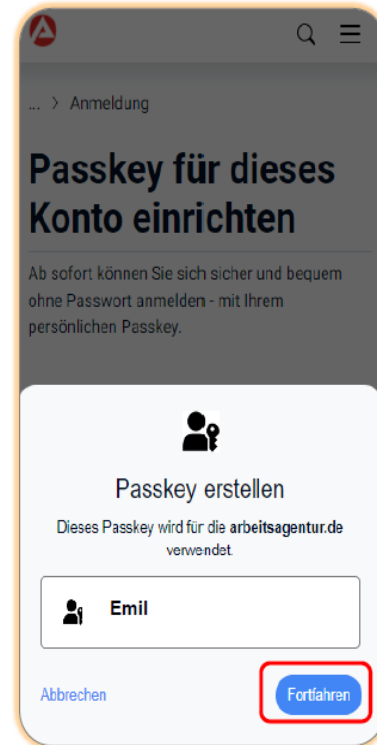 ... > Anmeldung
Passkey für dieses
Konto einrichten
Ab sofort können Sie sich sicher und bequem
ohne Passwort anmelden - mit Ihrem
persönlichen Passkey.
Passkey erstellen
Dieses Passkey wird für die arbeitsagentur.de
verwendet.
Emil
Abbrechen Fortfahren